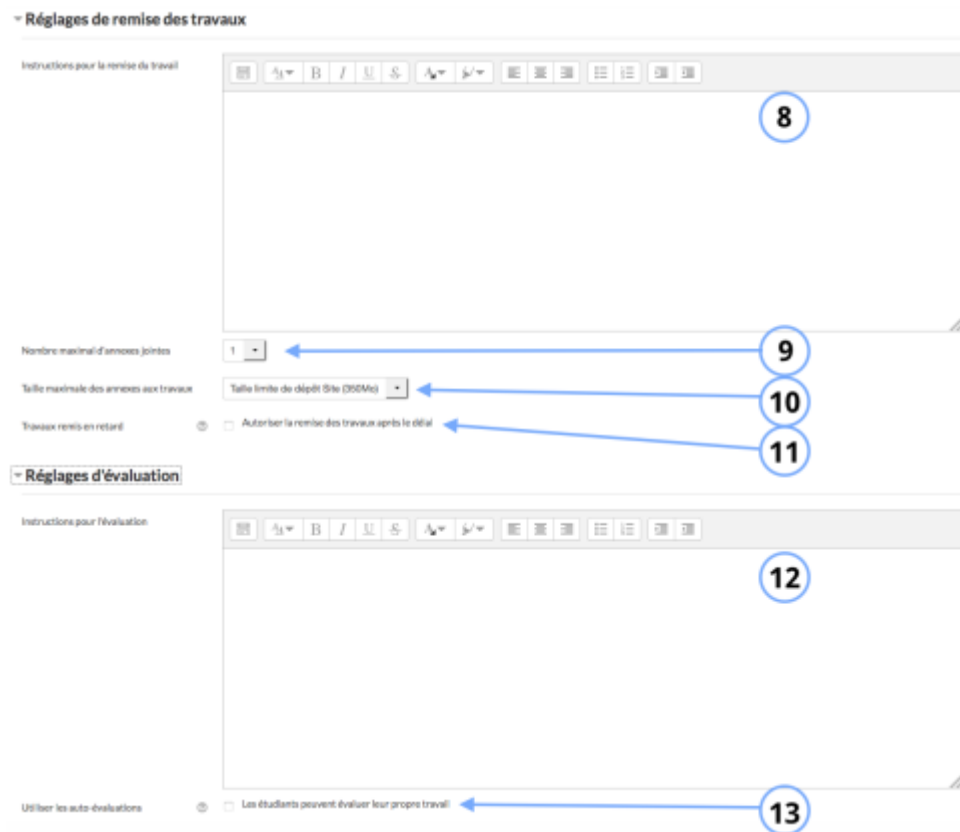 Réglages de remise des travaux
Instructions pour la remise du travail
8
Nombre maximal d'annexes jointes
1
9
Taille maximale des annexes aux travaux
Taille limite de dépôt Site (350Mo)
10
Travaux remis en retard
Autoriser la remise des travaux après le délai
11
Réglages d'évaluation
Instructions pour l'évaluation
12
Utiliser les auto-évaluations
Les étudiants peuvent évaluer leur propre travail
13